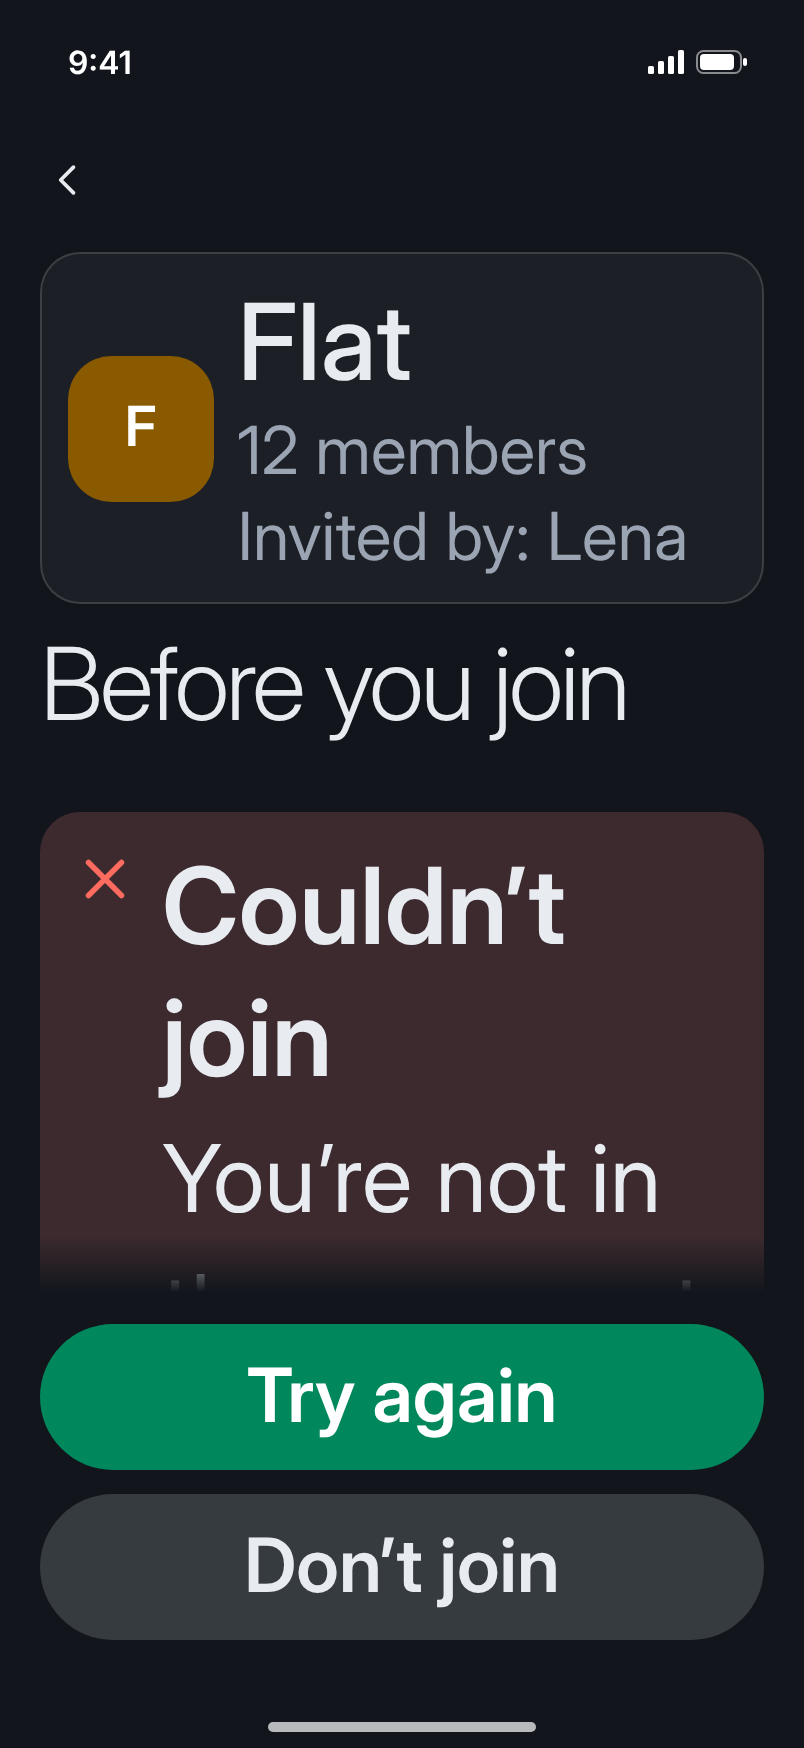 9:41
F
Flat
12 members
Invited by: Lena
Before you join
Couldn’t
join
You’re not in
Try again
Don’t join